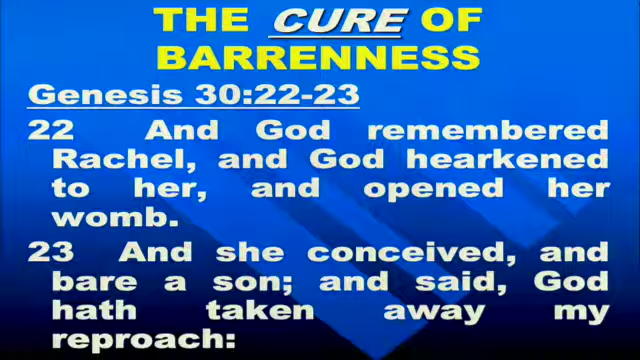 THE CURE OF
BARRENNESS
Genesis 30:22-23
22 And God remembered
Rachel, and God hearkened
to her, and opened her
womb.
23 And she conceived, and
bare a son; and said, God
hath taken away my
reproach: